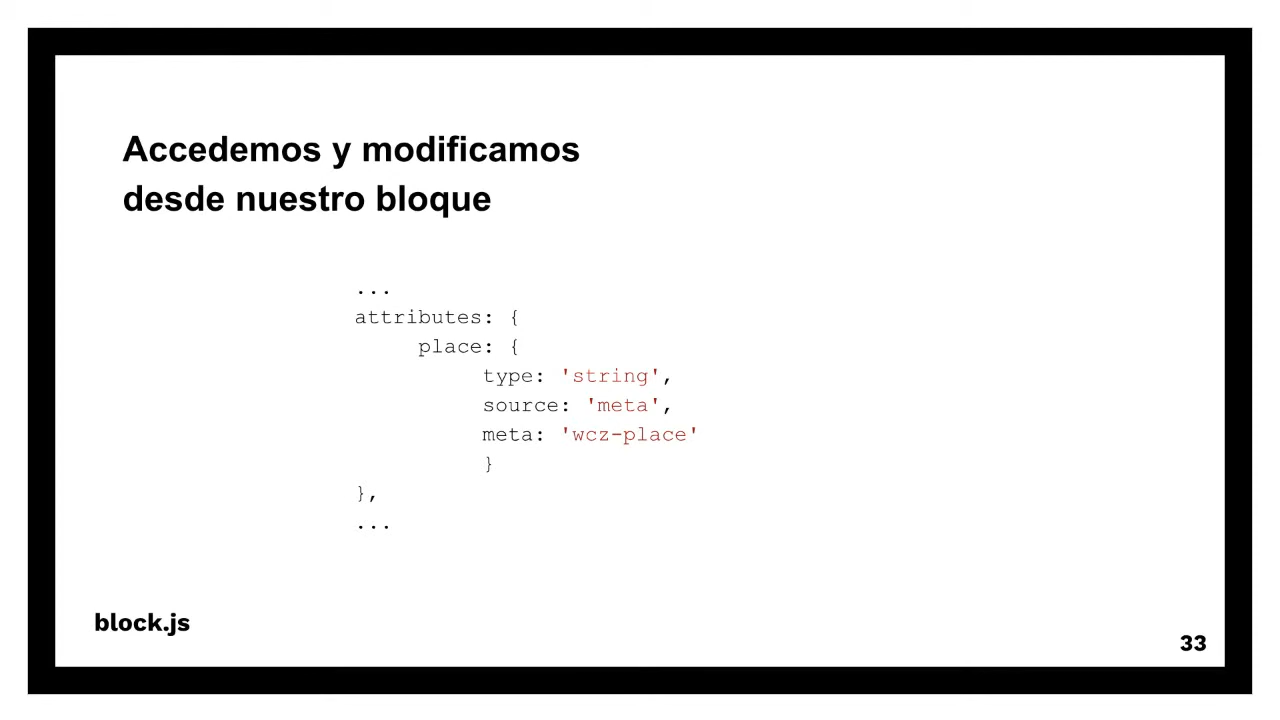 Accedemos y modificamos
desde nuestro bloque
...
attributes: {
place: {
type: 'string',
source: 'meta',
meta: 'wcz-place'
}
},
...
block.js
33